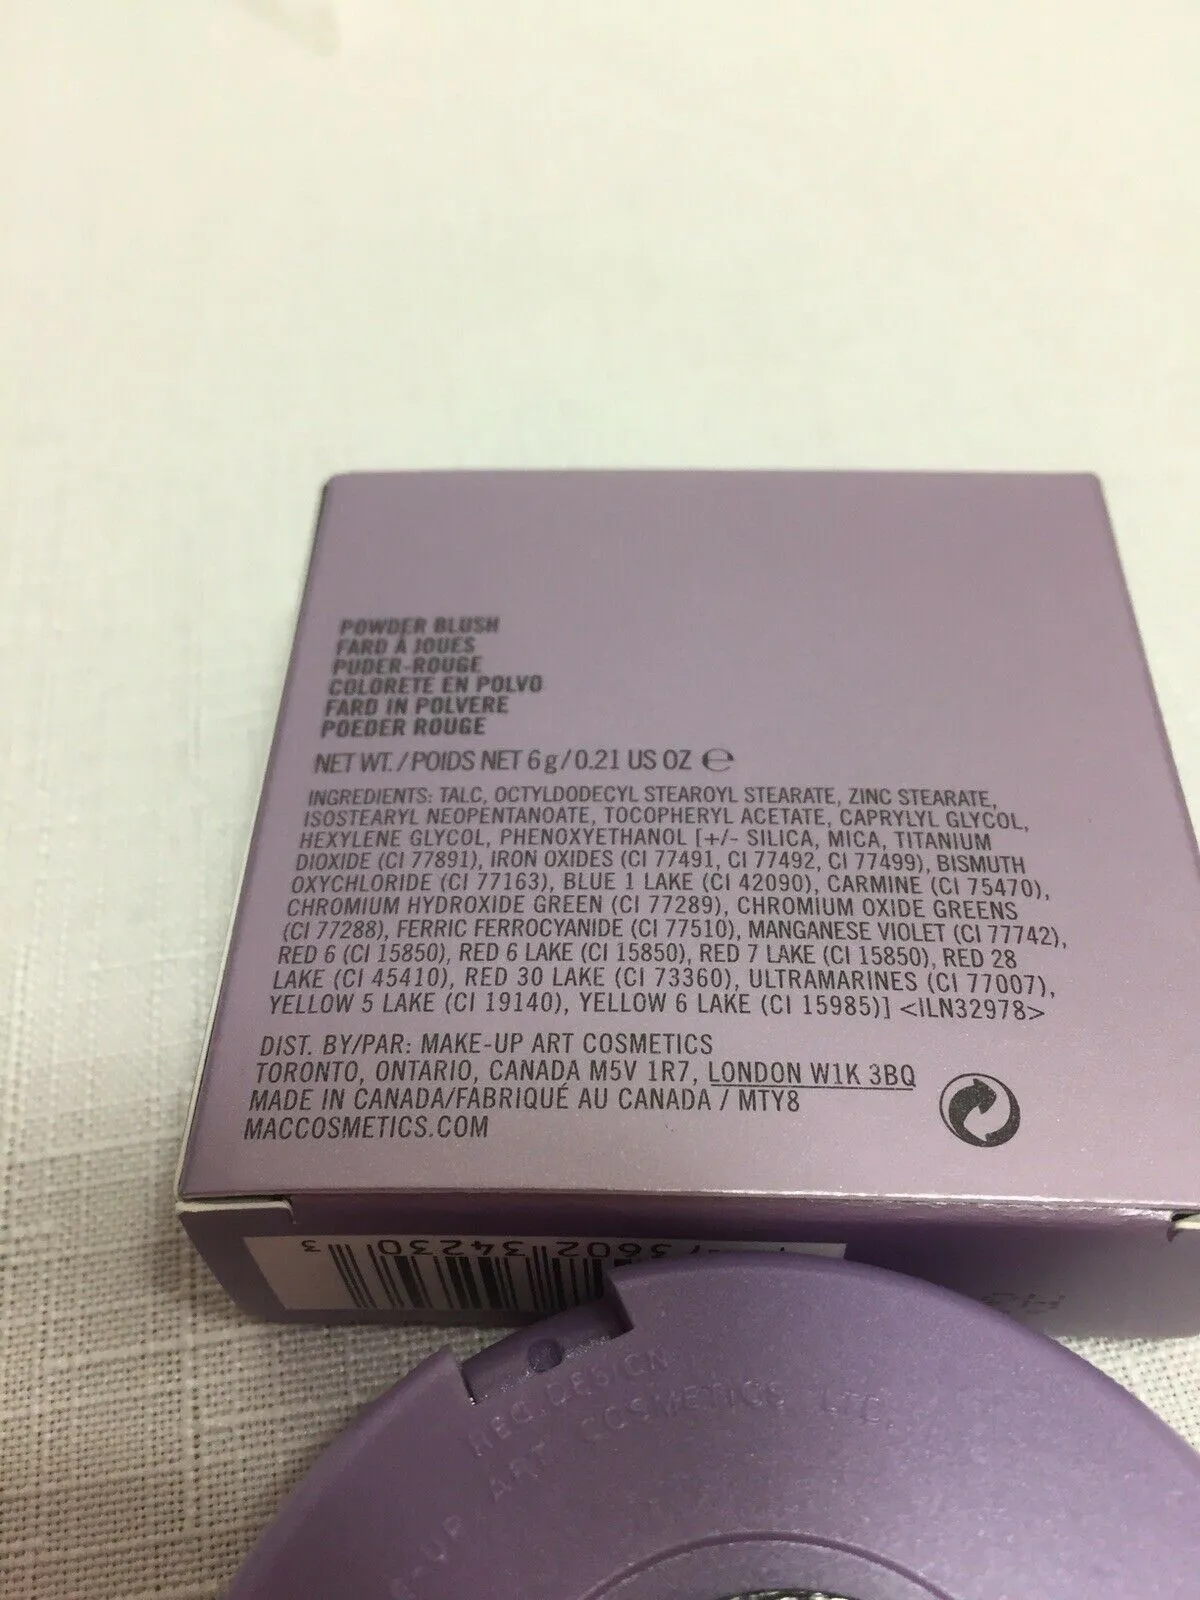 POWDER BLUSH
FARD À JOUES
PUDER-ROUGE
COLORETE EN POLVO
FARD IN POLVERE
POEDER ROUGE
NET WT./POIDS NET 6g/0.21 US OZ ℮
INGREDIENTS: TALC, OCTYLDODECYL STEAROYL STEARATE, ZINC STEARATE,
ISOSTEARYL NEOPENTANOATE, TOCOPHERYL ACETATE, CAPRYLYL GLYCOL,
HEXYLENE GLYCOL, PHENOXYETHANOL [+/- SILICA, MICA, TITANIUM
DIOXIDE (CI 77891), IRON OXIDES (CI 77491, CI 77492, CI 77499), BISMUTH
OXYCHLORIDE (CI 77163), BLUE 1 LAKE (CI 42090), CARMINE (CI 75470),
CHROMIUM HYDROXIDE GREEN (CI 77289), CHROMIUM OXIDE GREENS
(CI 77288), FERRIC FERROCYANIDE (CI 77510), MANGANESE VIOLET (CI 77742),
RED 6 (CI 15850), RED 6 LAKE (CI 15850), RED 7 LAKE (CI 15850), RED 28
LAKE (CI 45410), RED 30 LAKE (CI 73360), ULTRAMARINES (CI 77007),
YELLOW 5 LAKE (CI 19140), YELLOW 6 LAKE (CI 15985)] <ILN32978>
DIST. BY/PAR: MAKE-UP ART COSMETICS
TORONTO, ONTARIO, CANADA M5V 1R7, LONDON W1K 3BQ
MADE IN CANADA/FABRIQUÉ AU CANADA / MTY8
MACCOSMETICS.COM
3602 34230 3
REG. DESIGN
-UP ART COSMETICS LTD.